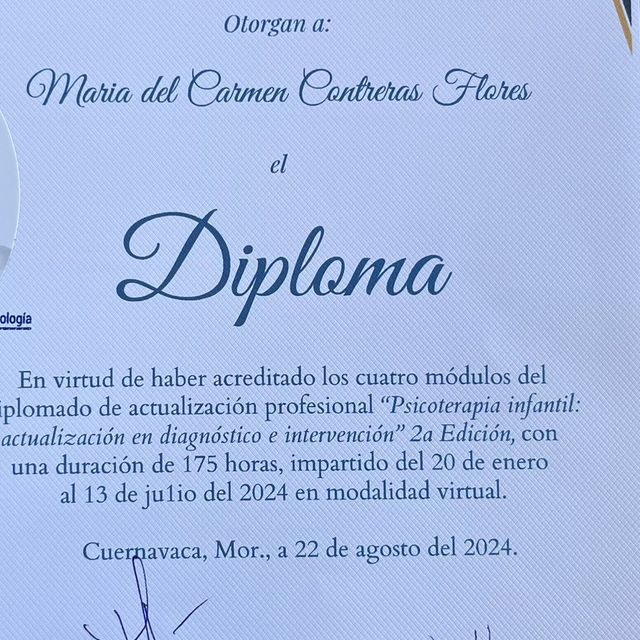 Otorgan a:
Maria del Carmen Contreras Flores
el
Diploma
ología
En virtud de haber acreditado los cuatro módulos del
iplomado de actualización profesional “Psicoterapia infantil:
actualización en diagnóstico e intervención” 2a Edición, con
una duración de 175 horas, impartido del 20 de enero
al 13 de ju1io del 2024 en modalidad virtual.
Cuernavaca, Mor., a 22 de agosto del 2024.